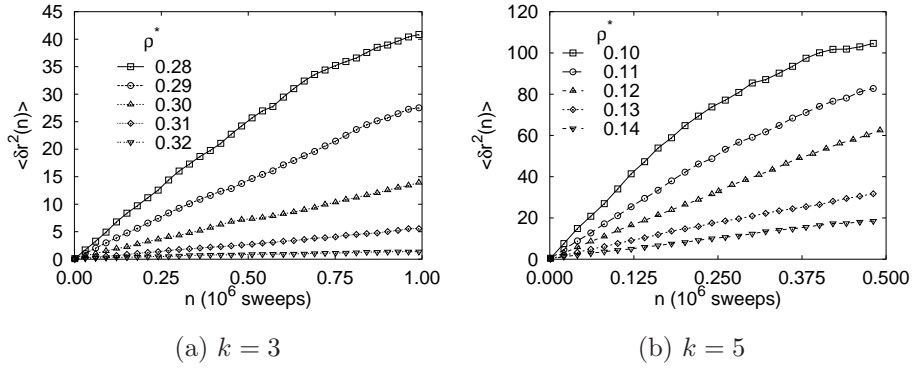 <δr²(n)>
45
40
35
30
25
20
15
10
5
0
ρ*
0.28
0.29
0.30
0.31
0.32
0.00 0.25 0.50 0.75 1.00
n (10⁶ sweeps)
(a) k = 3
<δr²(n)>
120
100
80
60
40
20
0
ρ*
0.10
0.11
0.12
0.13
0.14
0.000 0.125 0.250 0.375 0.500
n (10⁶ sweeps)
(b) k = 5